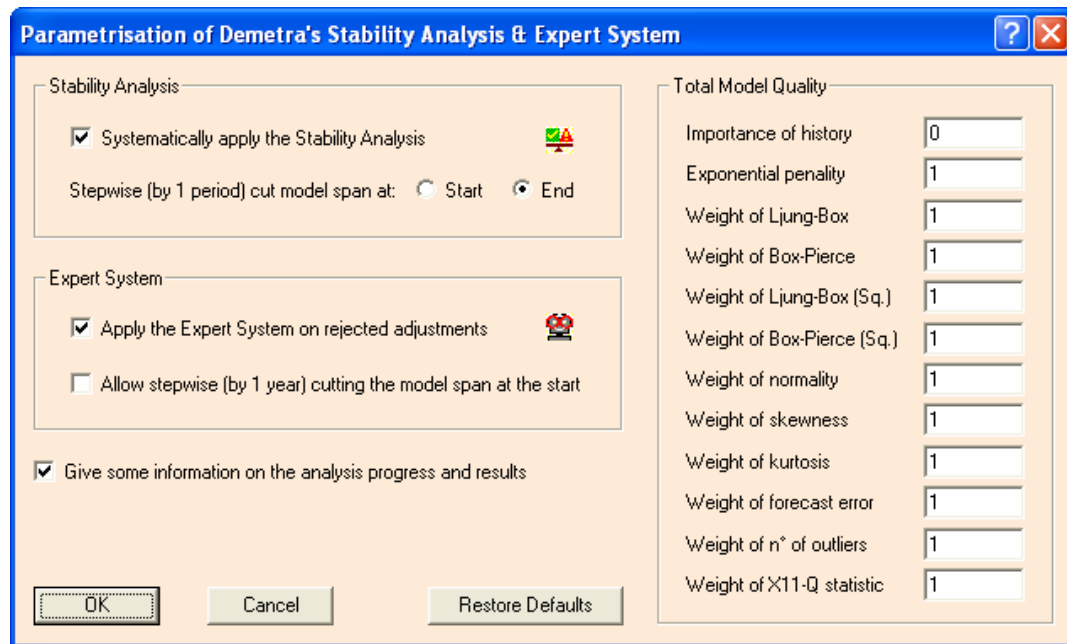 Parametrisation of Demetra's Stability Analysis & Expert System
Stability Analysis
Systematically apply the Stability Analysis
Stepwise (by 1 period) cut model span at: Start End
Expert System
Apply the Expert System on rejected adjustments
Allow stepwise (by 1 year) cutting the model span at the start
Give some information on the analysis progress and results
OK Cancel Restore Defaults
Total Model Quality
Importance of history 0
Exponential penality 1
Weight of Ljung-Box 1
Weight of Box-Pierce 1
Weight of Ljung-Box (Sq.) 1
Weight of Box-Pierce (Sq.) 1
Weight of normality 1
Weight of skewness 1
Weight of kurtosis 1
Weight of forecast error 1
Weight of n° of outliers 1
Weight of X11-Q statistic 1